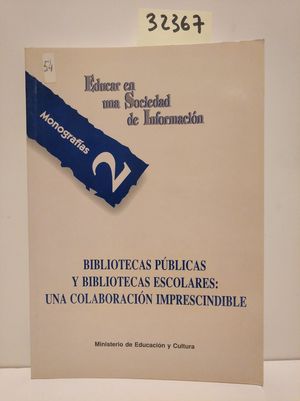 32367
54
Educar en
una Sociedad
de Información
Monografías
2
BIBLIOTECAS PÚBLICAS
Y BIBLIOTECAS ESCOLARES:
UNA COLABORACIÓN IMPRESCINDIBLE
Ministerio de Educación y Cultura